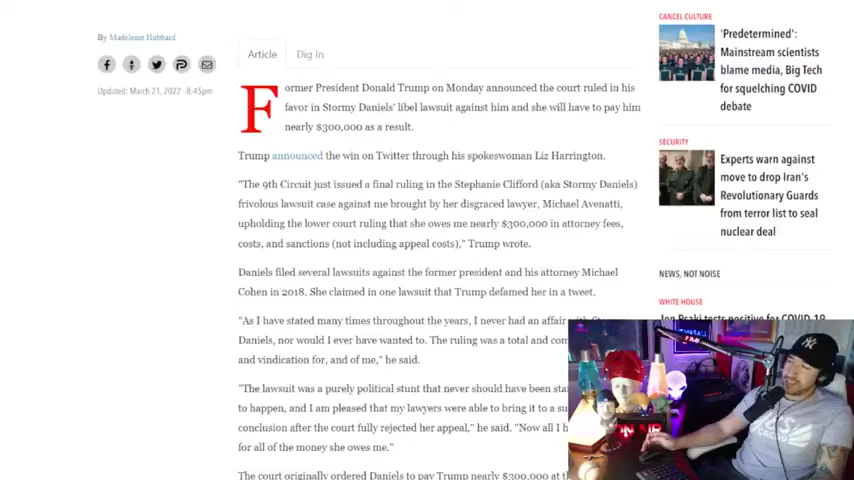 By Madeleine Hubbard
Updated: March 21, 2022 · 8:45pm
Article Dig In
Former President Donald Trump on Monday announced the court ruled in his
favor in Stormy Daniels' libel lawsuit against him and she will have to pay him
nearly $300,000 as a result.
Trump announced the win on Twitter through his spokeswoman Liz Harrington.
"The 9th Circuit just issued a final ruling in the Stephanie Clifford (aka Stormy Daniels)
frivolous lawsuit case against me brought by her disgraced lawyer, Michael Avenatti,
upholding the lower court ruling that she owes me nearly $300,000 in attorney fees,
costs, and sanctions (not including appeal costs)," Trump wrote.
Daniels filed several lawsuits against the former president and his attorney Michael
Cohen in 2018. She claimed in one lawsuit that Trump defamed her in a tweet.
"As I have stated many times throughout the years, I never had an affair with
Daniels, nor would I ever have wanted to. The ruling was a total and
and vindication for, and of me," he said.
"The lawsuit was a purely political stunt that never should have been
to happen, and I am pleased that my lawyers were able to bring it to a
conclusion after the court fully rejected her appeal," he said. "Now all I
for all of the money she owes me."
The court originally ordered Daniels to pay Trump nearly $300,000 at
CANCEL CULTURE
'Predetermined':
Mainstream scientists
blame media, Big Tech
for squelching COVID
debate
SECURITY
Experts warn against
move to drop Iran's
Revolutionary Guards
from terror list to seal
nuclear deal
NEWS, NOT NOISE
WHITE HOUSE
Jen Psaki tests positive for COVID-19
ON AIR